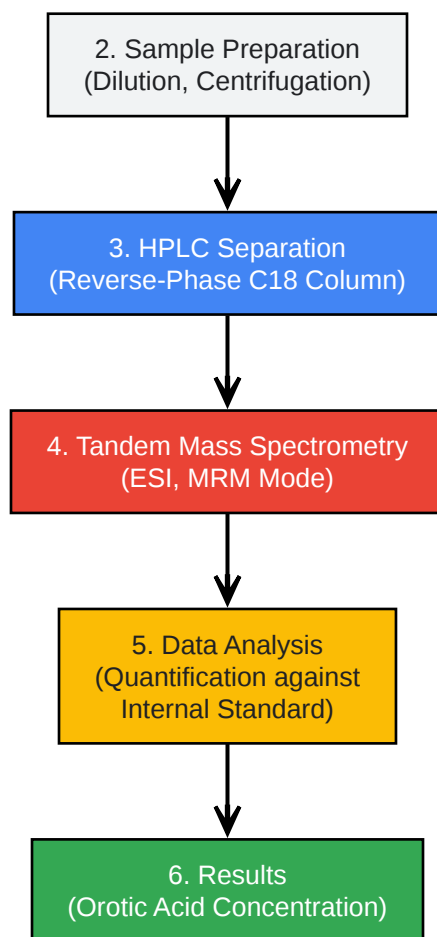 2. Sample Preparation
(Dilution, Centrifugation)
3. HPLC Separation
(Reverse-Phase C18 Column)
4. Tandem Mass Spectrometry
(ESI, MRM Mode)
5. Data Analysis
(Quantification against
Internal Standard)
6. Results
(Orotic Acid Concentration)